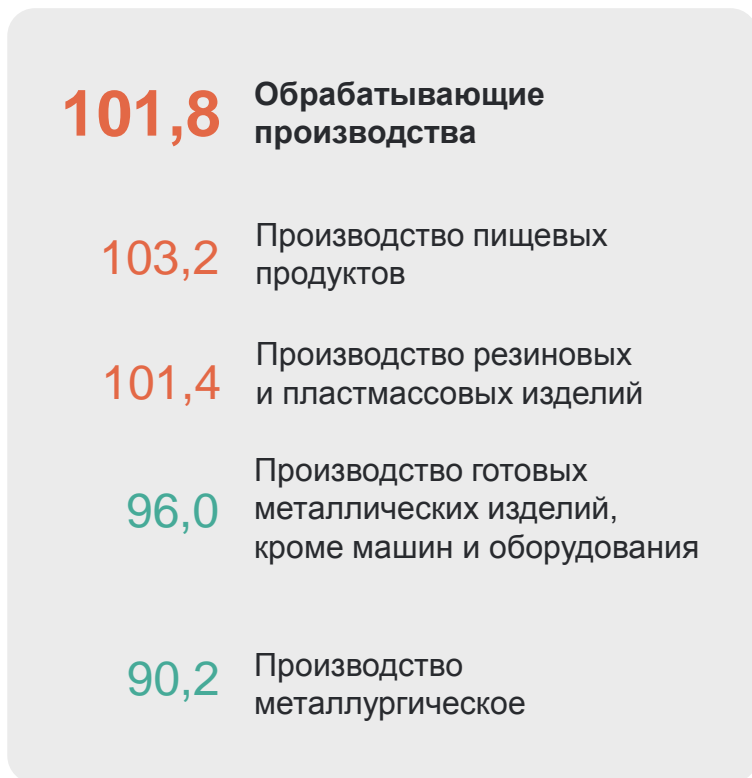 101,8
Обрабатывающие
производства
103,2
Производство пищевых
продуктов
101,4
Производство резиновых
и пластмассовых изделий
96,0
Производство готовых
металлических изделий,
кроме машин и оборудования
90,2
Производство
металлургическое